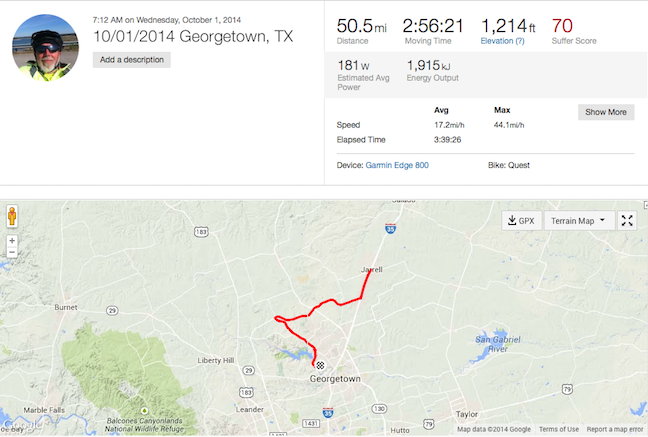 7:12 AM on Wednesday, October 1, 2014
10/01/2014 Georgetown, TX
Add a description
50.5mi 2:56:21 1,214ft 70
Distance Moving Time Elevation (?) Suffer Score
181W 1,915kJ
Estimated Avg Energy Output
Power
Avg Max
Show More
Speed 17.2mi/h 44.1mi/h
Elapsed Time 3:39:26
Device: Garmin Edge 800 Bike: Quest
GPX
Terrain Map
+
−
183
35
Jarrell
Burnet
29
183
San Gabriel
River
Liberty Hill
29
Georgetown
79
Marble Falls
Balcones Canyonlands
National Wildlife Refuge
Leander
35
130
Taylor
1431
Hutto
79
Google
Map data ©2014 Google Terms of Use Report a map error